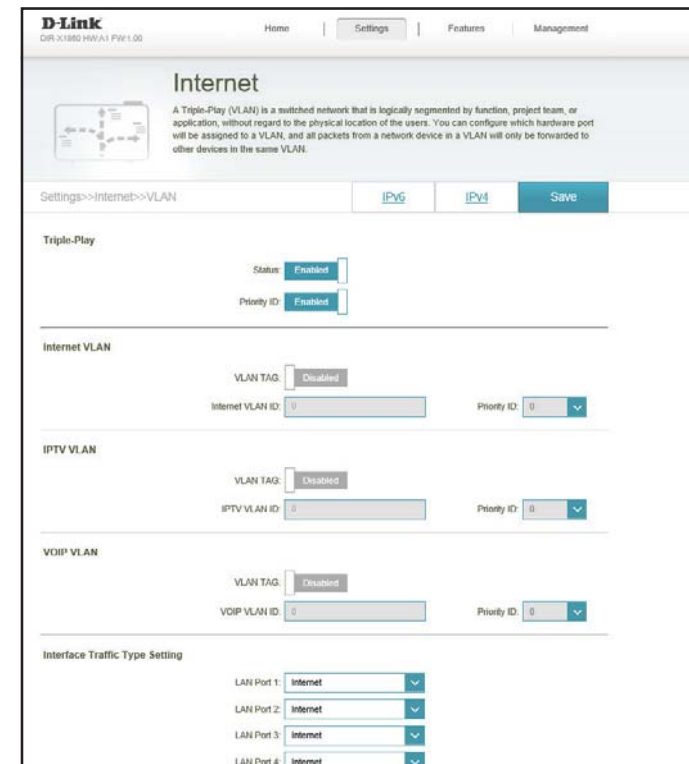 D-Link
DIR-X1860 HW:A1 FW:1.00
Home | Settings | Features Management
Internet
A Triple-Play (VLAN) is a switched network that is logically segmented by function, project team, or
application, without regard to the physical location of the users. You can configure which hardware port
will be assigned to a VLAN, and all packets from a network device in a VLAN will only be forwarded to
other devices in the same VLAN.
Settings>>Internet>>VLAN IPv6 IPv4 Save
Triple-Play
Status: Enabled
Priority ID: Enabled
Internet VLAN
VLAN TAG: Disabled
Internet VLAN ID: 0 Priority ID: 0
IPTV VLAN
VLAN TAG: Disabled
IPTV VLAN ID: 0 Priority ID: 0
VOIP VLAN
VLAN TAG: Disabled
VOIP VLAN ID: 0 Priority ID: 0
Interface Traffic Type Setting
LAN Port 1: Internet
LAN Port 2: Internet
LAN Port 3: Internet
LAN Port 4: Internet